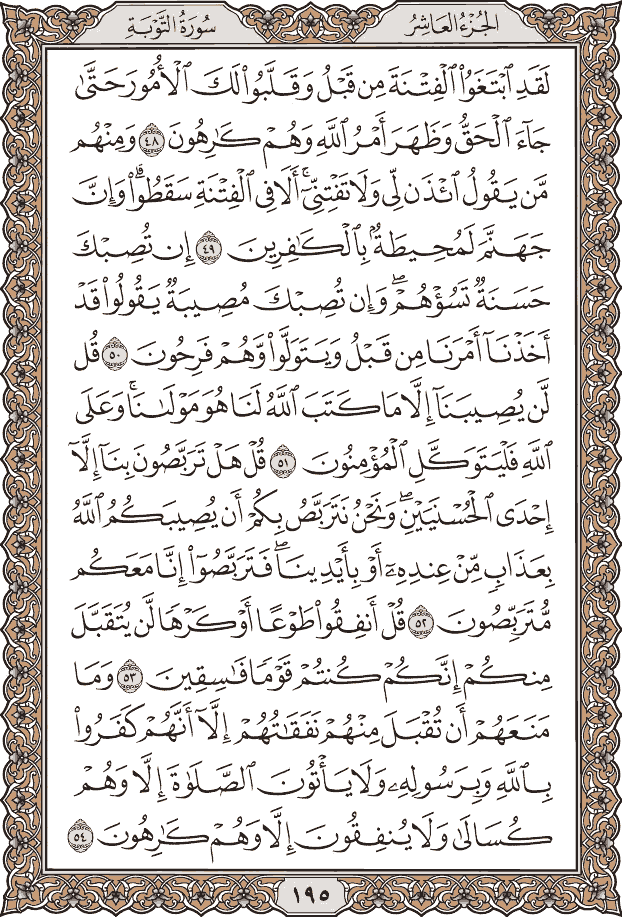 الجُزْءُ العَاشِرُ
سُورَةُ التَّوْبَةِ
لَقَدِ ٱبْتَغَوُا۟ ٱلْفِتْنَةَ مِن قَبْلُ وَقَلَّبُوا۟ لَكَ ٱلْأُمُورَ حَتَّىٰ
جَآءَ ٱلْحَقُّ وَظَهَرَ أَمْرُ ٱللَّهِ وَهُمْ كَـٰرِهُونَ ٤٨ وَمِنْهُم
مَّن يَقُولُ ٱئْذَن لِّى وَلَا تَفْتِنِّىٓ ۚ أَلَا فِى ٱلْفِتْنَةِ سَقَطُوا۟ ۗ وَإِنَّ
جَهَنَّمَ لَمُحِيطَةٌۢ بِٱلْكَـٰفِرِينَ ٤٩ إِن تُصِبْكَ
حَسَنَةٌ تَسُؤْهُمْ ۖ وَإِن تُصِبْكَ مُصِيبَةٌ يَقُولُوا۟ قَدْ
أَخَذْنَآ أَمْرَنَا مِن قَبْلُ وَيَتَوَلَّوا۟ وَّهُمْ فَرِحُونَ ٥٠ قُل
لَّن يُصِيبَنَآ إِلَّا مَا كَتَبَ ٱللَّهُ لَنَا هُوَ مَوْلَىٰنَا ۚ وَعَلَى
ٱللَّهِ فَلْيَتَوَكَّلِ ٱلْمُؤْمِنُونَ ٥١ قُلْ هَلْ تَرَبَّصُونَ بِنَآ إِلَّآ
إِحْدَى ٱلْحُسْنَيَيْنِ ۖ وَنَحْنُ نَتَرَبَّصُ بِكُمْ أَن يُصِيبَكُمُ ٱللَّهُ
بِعَذَابٍ مِّنْ عِندِهِۦٓ أَوْ بِأَيْدِينَا ۖ فَتَرَبَّصُوٓا۟ إِنَّا مَعَكُم
مُّتَرَبِّصُونَ ٥٢ قُلْ أَنفِقُوا۟ طَوْعًا أَوْ كَرْهًا لَّن يُتَقَبَّلَ
مِنكُمْ ۖ إِنَّكُمْ كُنتُمْ قَوْمًا فَـٰسِقِينَ ٥٣ وَمَا
مَنَعَهُمْ أَن تُقْبَلَ مِنْهُمْ نَفَقَـٰتُهُمْ إِلَّآ أَنَّهُمْ كَفَرُوا۟
بِٱللَّهِ وَبِرَسُولِهِۦ وَلَا يَأْتُونَ ٱلصَّلَوٰةَ إِلَّا وَهُمْ
كُسَالَىٰ وَلَا يُنفِقُونَ إِلَّا وَهُمْ كَـٰرِهُونَ ٥٤
١٩٥